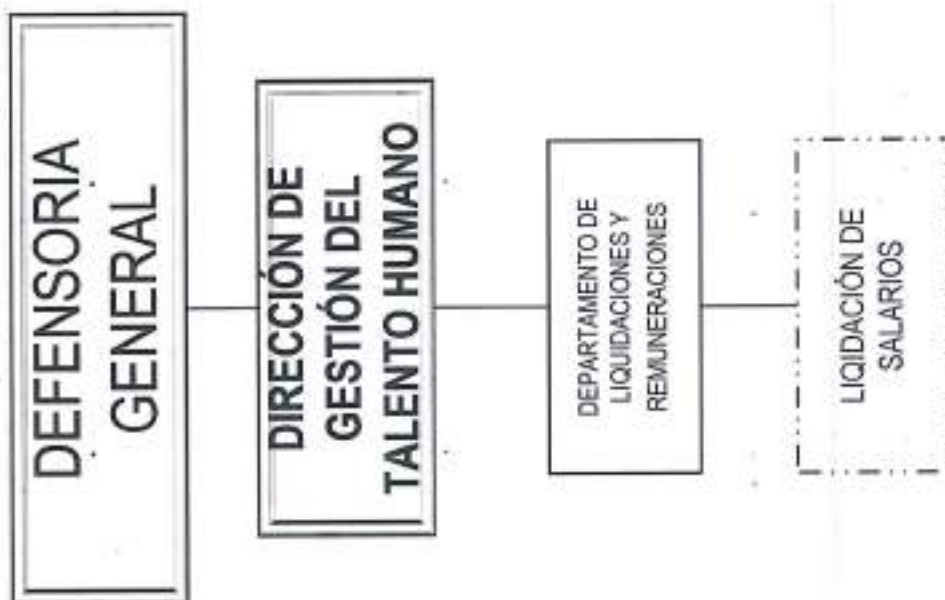 DEFENSORIA
GENERAL
DIRECCIÓN DE
GESTIÓN DEL
TALENTO HUMANO
DEPARTAMENTO DE
LIQUIDACIONES Y
REMUNERACIONES
LIQIDACIÓN DE
SALARIOS